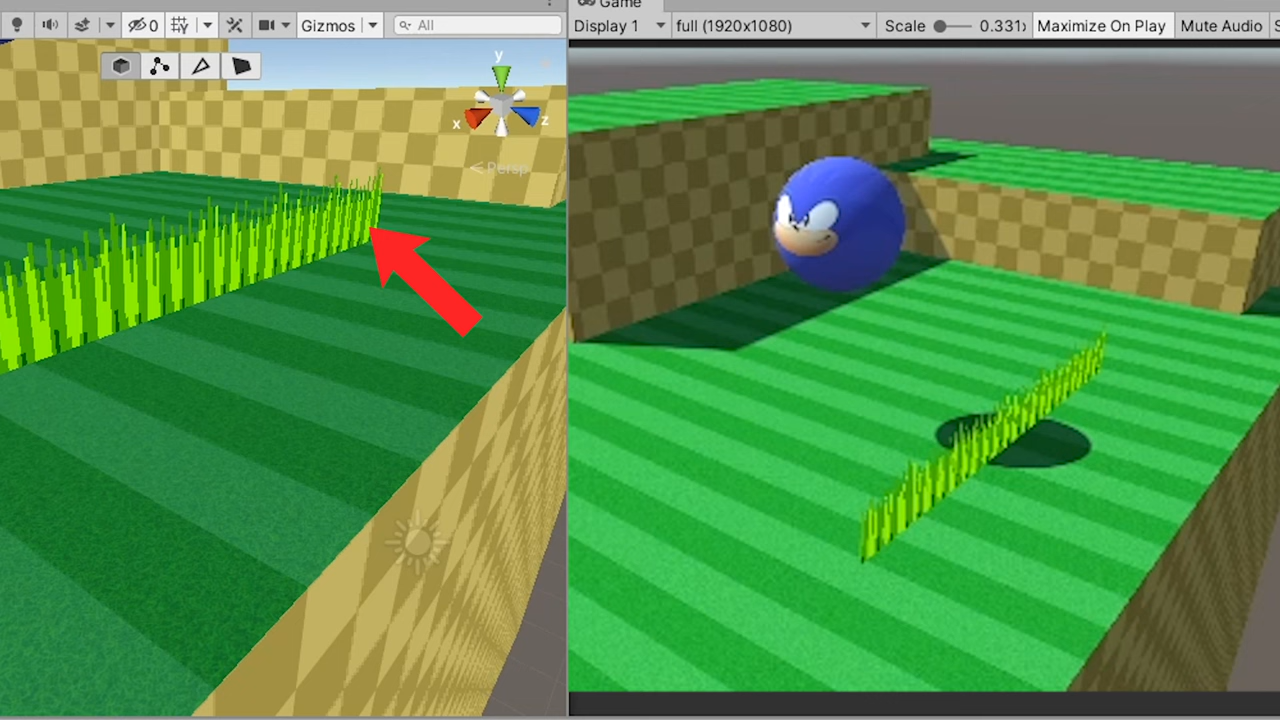 Game
0
Gizmos
All
Display 1
full (1920x1080)
Scale
0.331
Maximize On Play
Mute Audio
y
x
z
< Persp